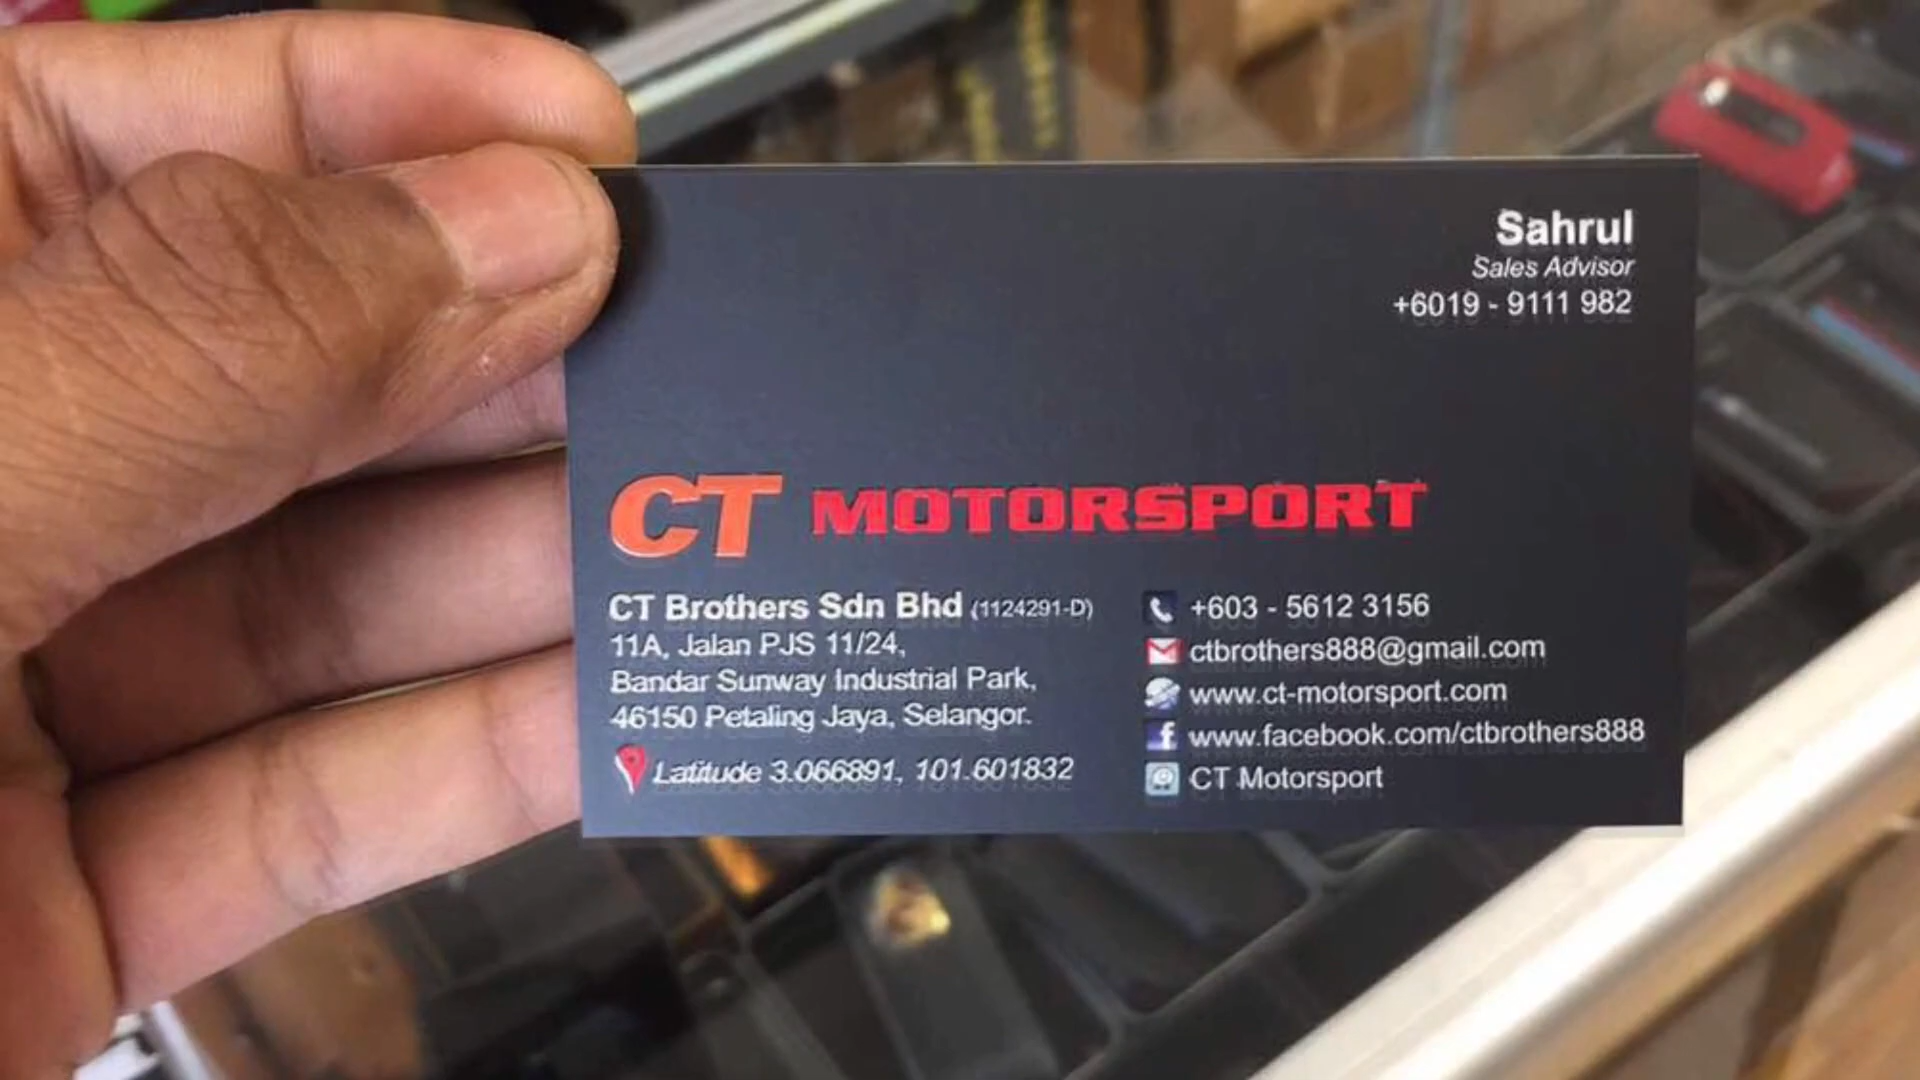 Sahrul
Sales Advisor
+6019 - 9111 982
CT MOTORSPORT
CT Brothers Sdn Bhd (1124291-D)
11A, Jalan PJS 11/24,
Bandar Sunway Industrial Park,
46150 Petaling Jaya, Selangor.
Latitude 3.066891, 101.601832
+603 - 5612 3156
ctbrothers888@gmail.com
www.ct-motorsport.com
www.facebook.com/ctbrothers888
CT Motorsport